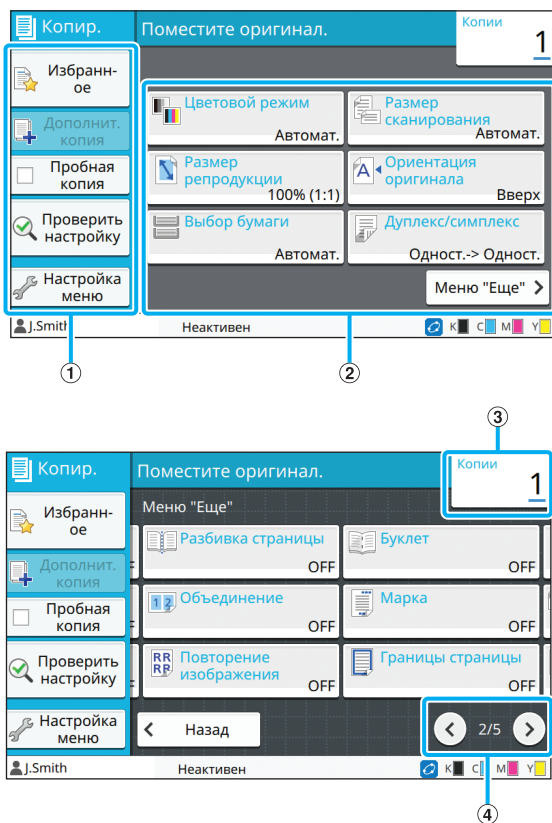 Копир.
Поместите оригинал.
Копии
1
Избранн-
ое
Дополнит.
копия
Пробная
копия
Проверить
настройку
Настройка
меню
Цветовой режим
Автомат.
Размер
сканирования
Автомат.
Размер
репродукции
100% (1:1)
A
Ориентация
оригинала
Вверх
Выбор бумаги
Автомат.
Дуплекс/симплекс
Одност.-> Одност.
Меню "Еще"
J.Smith
Неактивен
K C M Y
1
2
3
Копир.
Поместите оригинал.
Копии
1
Избранн-
ое
Дополнит.
копия
Пробная
копия
Проверить
настройку
Настройка
меню
Меню "Еще"
Разбивка страницы
OFF
Буклет
OFF
1 2
Объединение
OFF
Марка
OFF
RR
RR
Повторение
изображения
OFF
Границы страницы
OFF
Назад
2/5
J.Smith
Неактивен
K C M Y
4